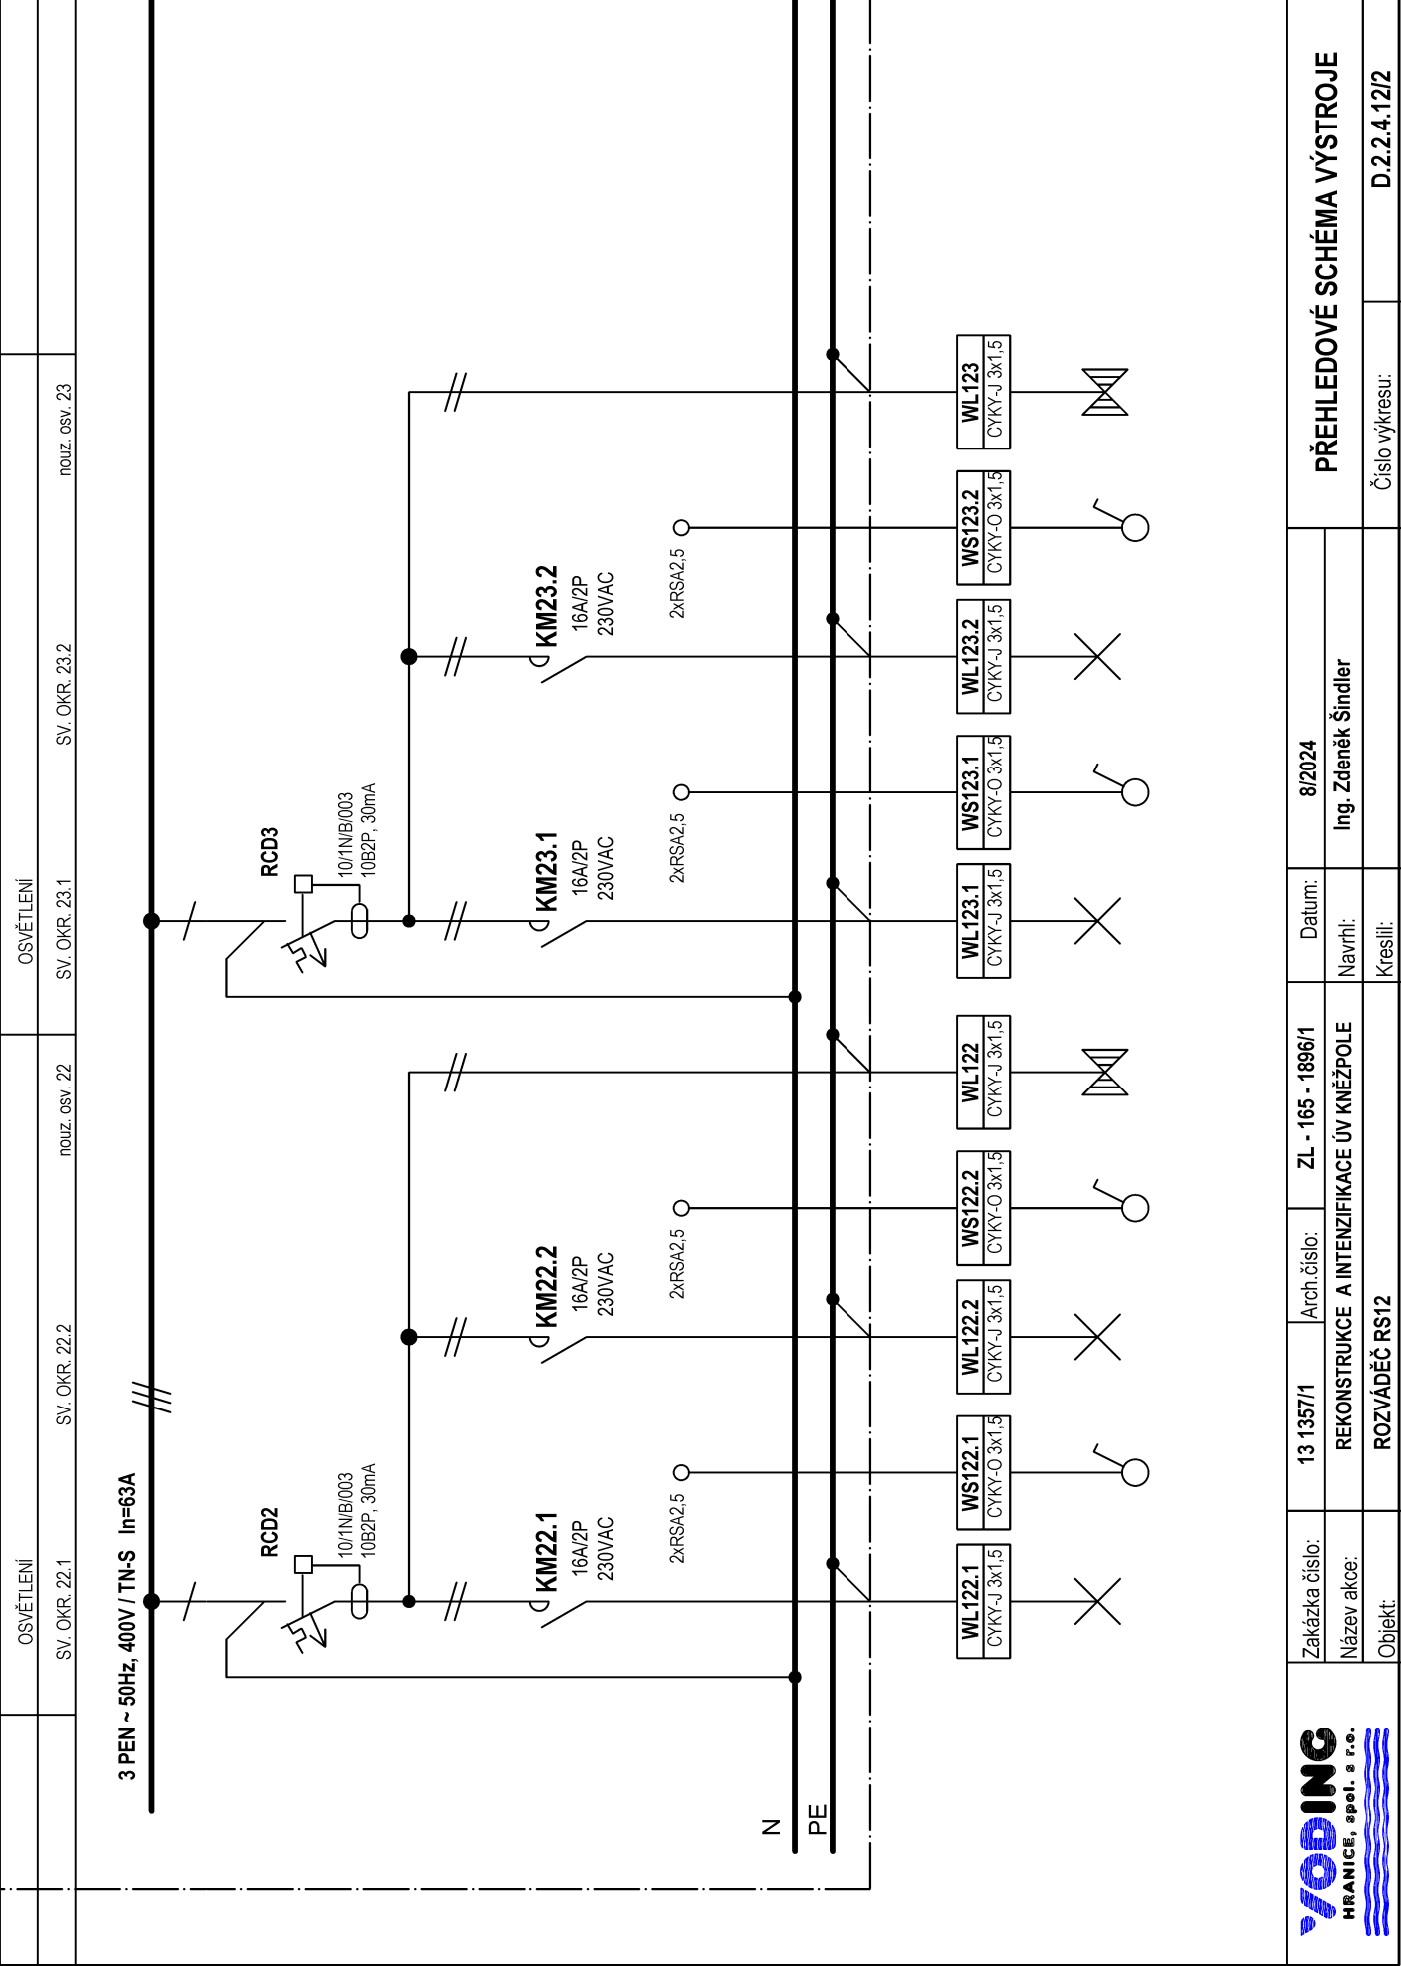 OSVĚTLENÍ
OSVĚTLENÍ
SV. OKR. 22.1
SV. OKR. 22.2
nouz. osv. 22
SV. OKR. 23.1
SV. OKR. 23.2
nouz. osv. 23
3 PEN ~ 50Hz, 400V / TN-S In=63A
RCD2
10/1N/B/003
10B2P, 30mA
RCD3
10/1N/B/003
10B2P, 30mA
KM22.1
16A/2P
230VAC
KM22.2
16A/2P
230VAC
KM23.1
16A/2P
230VAC
KM23.2
16A/2P
230VAC
2xRSA2,5
2xRSA2,5
2xRSA2,5
2xRSA2,5
N
PE
WL122.1
CYKY-J 3x1,5
WS122.1
CYKY-O 3x1,5
WL122.2
CYKY-J 3x1,5
WS122.2
CYKY-O 3x1,5
WL122
CYKY-J 3x1,5
WL123.1
CYKY-J 3x1,5
WS123.1
CYKY-O 3x1,5
WL123.2
CYKY-J 3x1,5
WS123.2
CYKY-O 3x1,5
WL123
CYKY-J 3x1,5
VODING
HRANICE, spol. s r.o.
Zakázka číslo: 13 1357/1 Arch.číslo: ZL - 165 - 1896/1 Datum: 8/2024
Název akce: REKONSTRUKCE A INTENZIFIKACE ÚV KNĚŽPOLE Navrhl: Ing. Zdeněk Šindler
Objekt: ROZVÁDĚČ RS12 Kreslil:
PŘEHLEDOVÉ SCHÉMA VÝSTROJE
Číslo výkresu: D.2.2.4.12/2